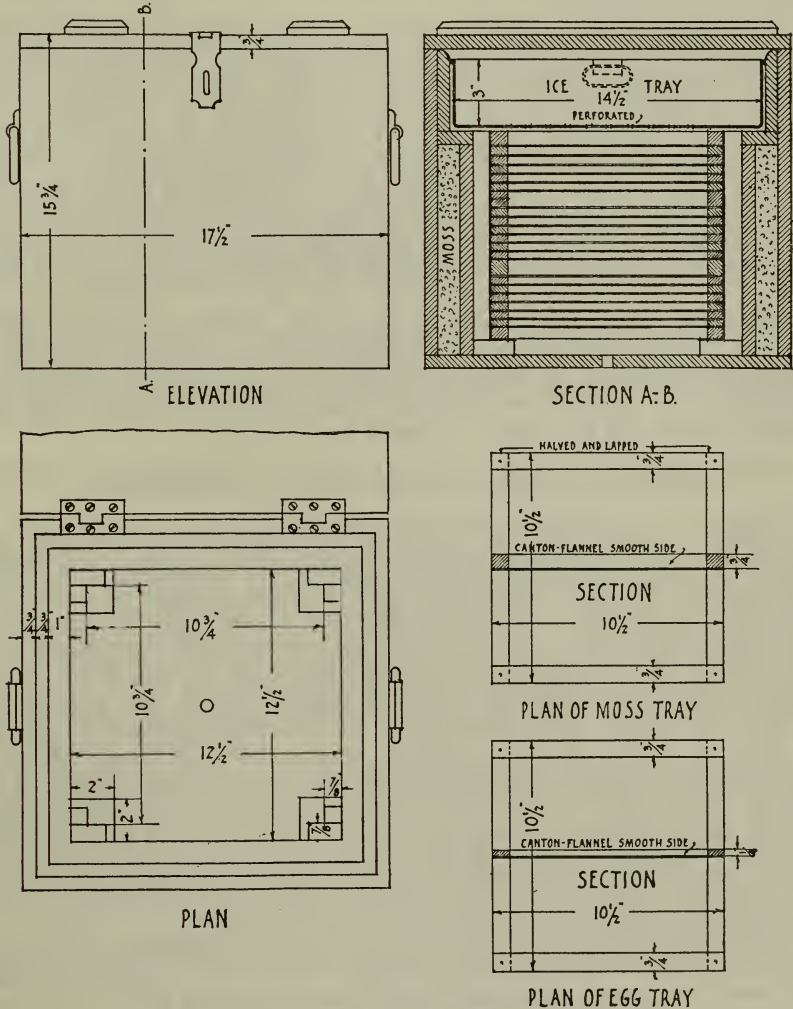 B.
3/4"
15 3/4"
17 1/2"
A.
ELEVATION
ICE TRAY
3"
14 1/2"
PERFORATED
MOSS
SECTION A-B.
3/4"
3/4"
1"
10 3/4"
10 3/4"
12 1/2"
12 1/2"
2"
2"
7/8"
7/8"
PLAN
HALVED AND LAPPED
3/4"
10 1/2"
CANTON-FLANNEL SMOOTH SIDE
3/4"
SECTION
10 1/2"
3/4"
PLAN OF MOSS TRAY
3/4"
10 1/2"
CANTON-FLANNEL SMOOTH SIDE
SECTION
10 1/2"
3/4"
PLAN OF EGG TRAY